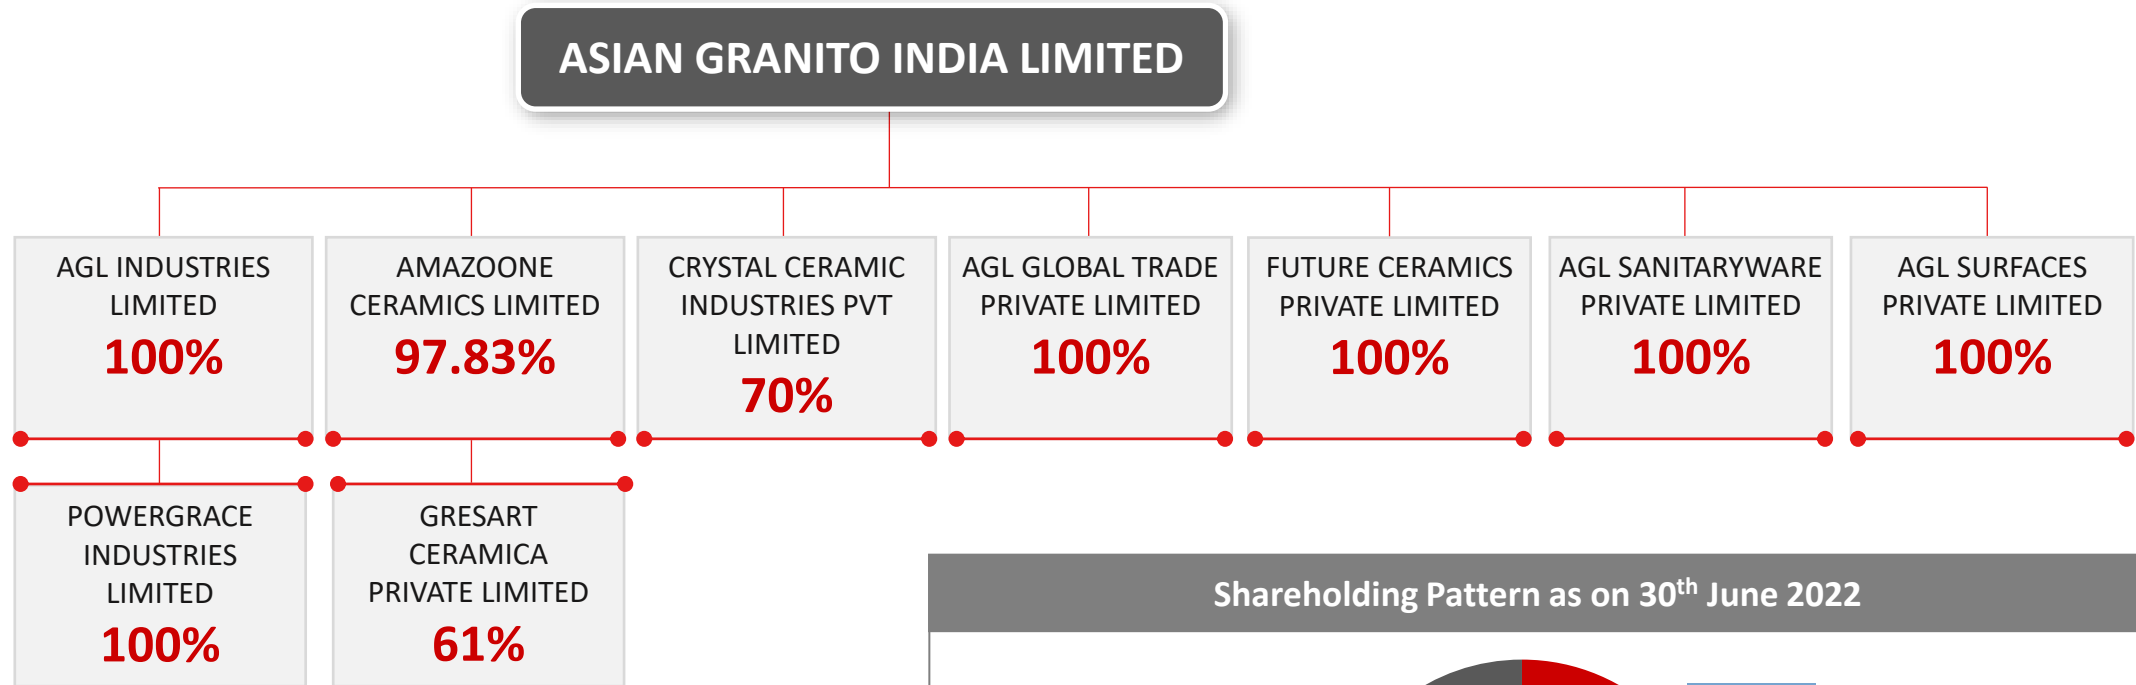 ASIAN GRANITO INDIA LIMITED
AGL INDUSTRIES
LIMITED
100%
AMAZOONE
CERAMICS LIMITED
97.83%
CRYSTAL CERAMIC
INDUSTRIES PVT
LIMITED
70%
AGL GLOBAL TRADE
PRIVATE LIMITED
100%
FUTURE CERAMICS
PRIVATE LIMITED
100%
AGL SANITARYWARE
PRIVATE LIMITED
100%
AGL SURFACES
PRIVATE LIMITED
100%
POWERGRACE
INDUSTRIES
LIMITED
100%
GRESART
CERAMICA
PRIVATE LIMITED
61%
Shareholding Pattern as on 30th June 2022